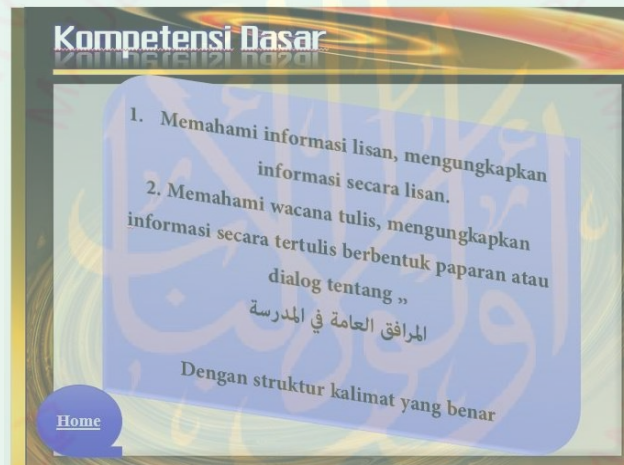 Kompetensi Dasar
1. Memahami informasi lisan, mengungkapkan
informasi secara lisan.
2. Memahami wacana tulis, mengungkapkan
informasi secara tertulis berbentuk paparan atau
dialog tentang ,,
المرافق العامة في المدرسة
Dengan struktur kalimat yang benar
Home